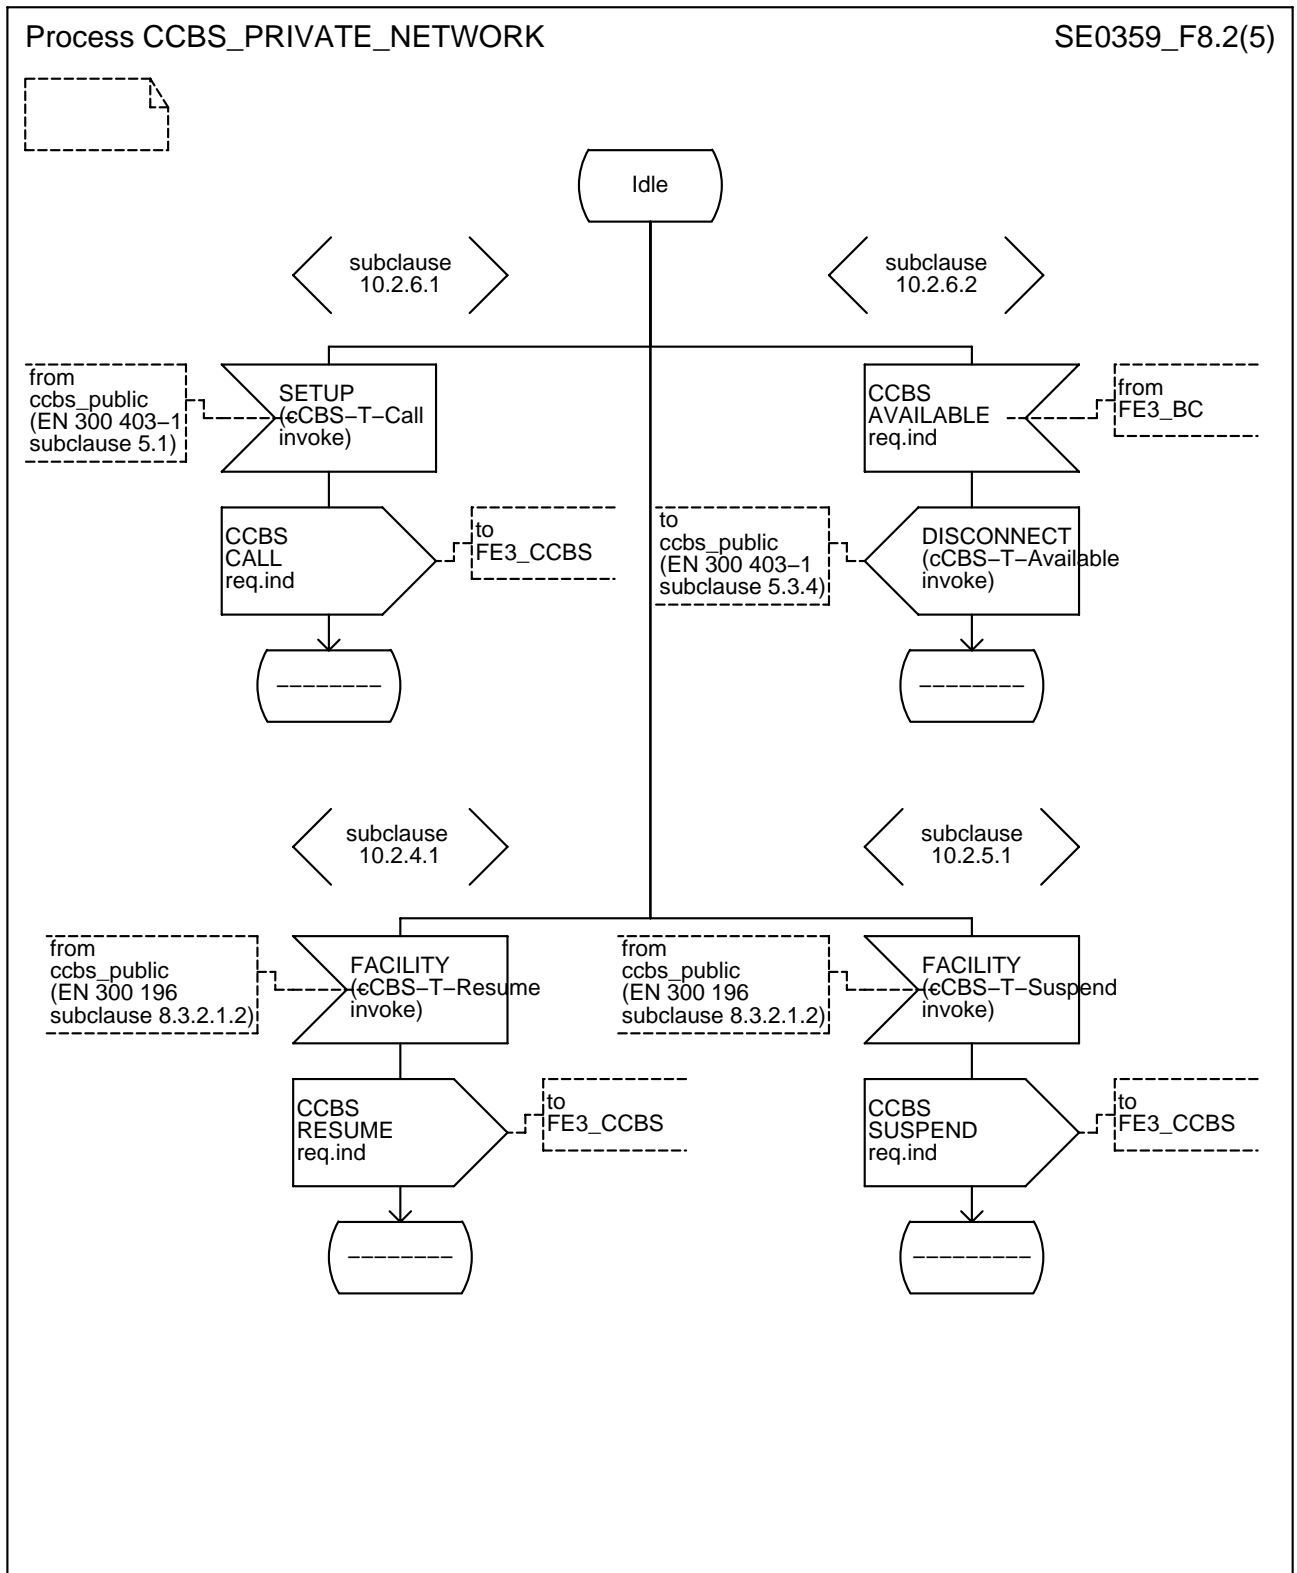 Process CCBS_PRIVATE_NETWORK
SE0359_F8.2(5)
Idle
subclause
10.2.6.1
subclause
10.2.6.2
from
ccbs_public
(EN 300 403–1
subclause 5.1)
SETUP
(cCBS–T–Call
invoke)
CCBS
AVAILABLE
req.ind
from
FE3_BC
CCBS
CALL
req.ind
to
FE3_CCBS
to
ccbs_public
(EN 300 403–1
subclause 5.3.4)
DISCONNECT
(cCBS–T–Available
invoke)
––––––––
––––––––
subclause
10.2.4.1
subclause
10.2.5.1
from
ccbs_public
(EN 300 196
subclause 8.3.2.1.2)
FACILITY
(cCBS–T–Resume
invoke)
from
ccbs_public
(EN 300 196
subclause 8.3.2.1.2)
FACILITY
(cCBS–T–Suspend
invoke)
CCBS
RESUME
req.ind
to
FE3_CCBS
CCBS
SUSPEND
req.ind
to
FE3_CCBS
––––––––
–––––––––